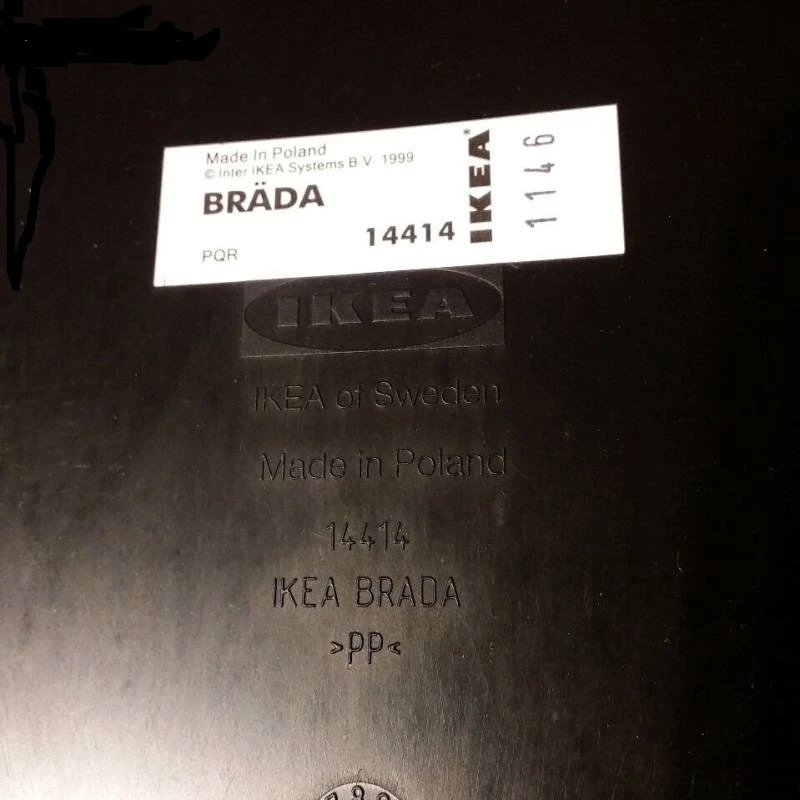 Made In Poland
© Inter IKEA Systems B.V. 1999
BRÄDA
14414
PQR
IKEA
1146
IKEA
IKEA of Sweden
Made in Poland
14414
IKEA BRADA
>PP<